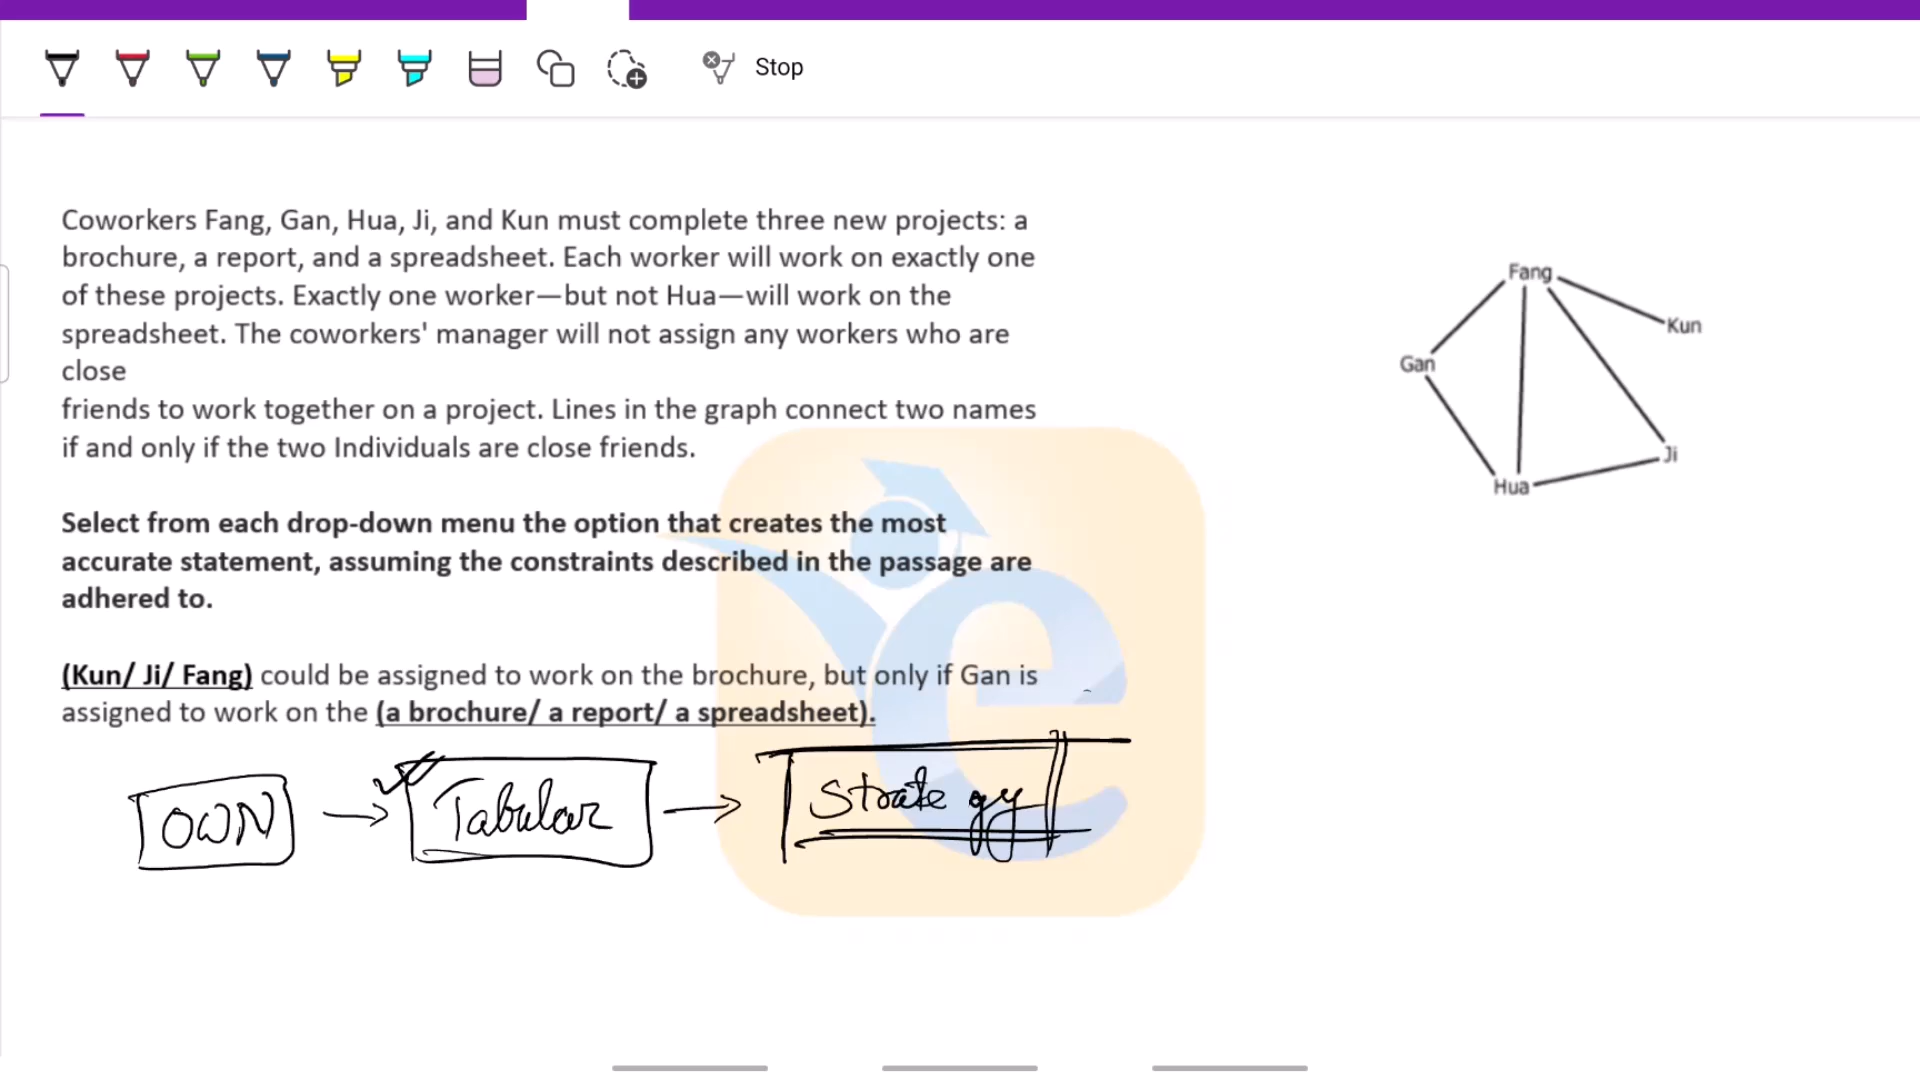 Stop
Coworkers Fang, Gan, Hua, Ji, and Kun must complete three new projects: a
brochure, a report, and a spreadsheet. Each worker will work on exactly one
of these projects. Exactly one worker—but not Hua—will work on the
spreadsheet. The coworkers' manager will not assign any workers who are
close
friends to work together on a project. Lines in the graph connect two names
if and only if the two Individuals are close friends.
Select from each drop-down menu the option that creates the most
accurate statement, assuming the constraints described in the passage are
adhered to.
(Kun/ Ji/ Fang) could be assigned to work on the brochure, but only if Gan is
assigned to work on the (a brochure/ a report/ a spreadsheet).
OWN → Tabular → Strategy
Fang
Kun
Gan
Ji
Hua
e